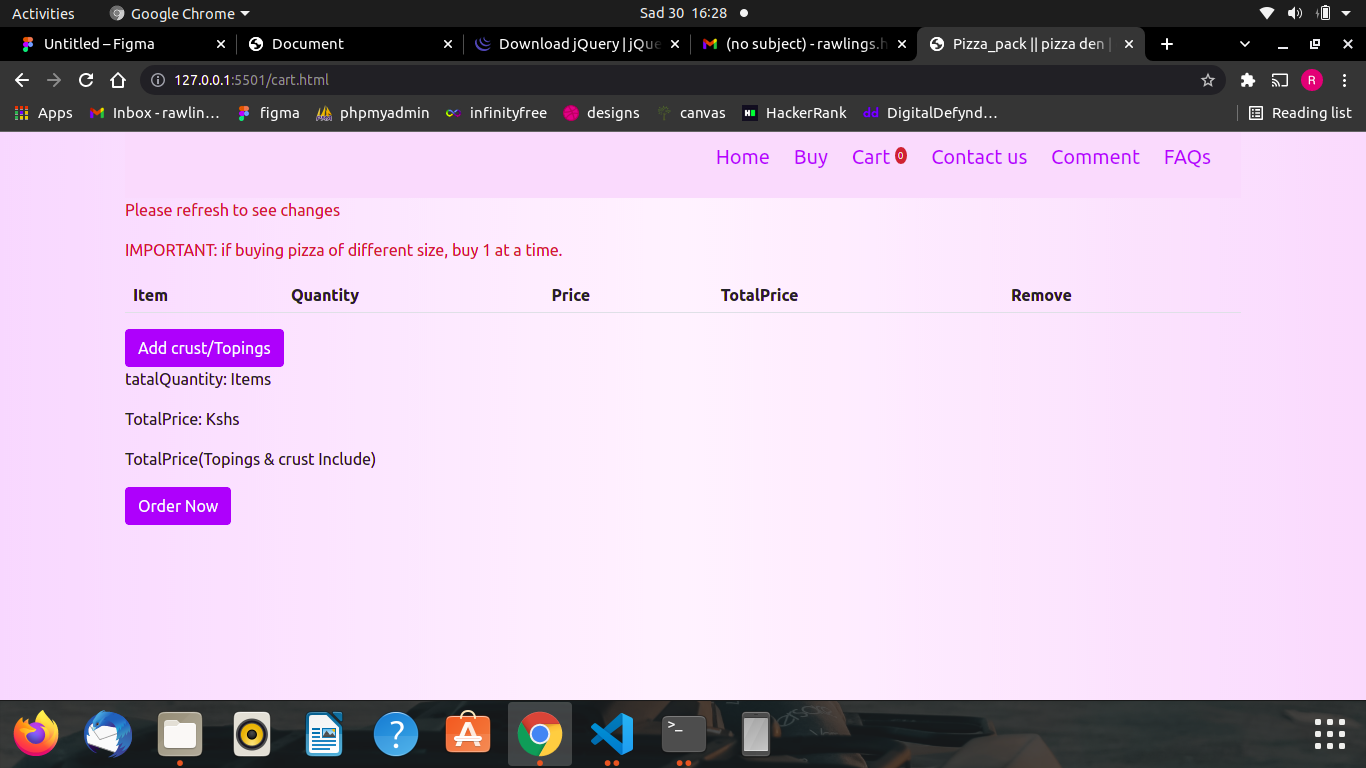 Activities Google Chrome Sad 30 16:28
Untitled – Figma Document Download jQuery | jQue (no subject) - rawlings.h Pizza_pack || pizza den |
127.0.0.1:5501/cart.html R
Apps Inbox - rawlin… figma phpmyadmin infinityfree designs canvas HackerRank dd DigitalDefynd… Reading list
Home Buy Cart 0 Contact us Comment FAQs
Please refresh to see changes
IMPORTANT: if buying pizza of different size, buy 1 at a time.
Item Quantity Price TotalPrice Remove
Add crust/Topings
tatalQuantity: Items
TotalPrice: Kshs
TotalPrice(Topings & crust Include)
Order Now